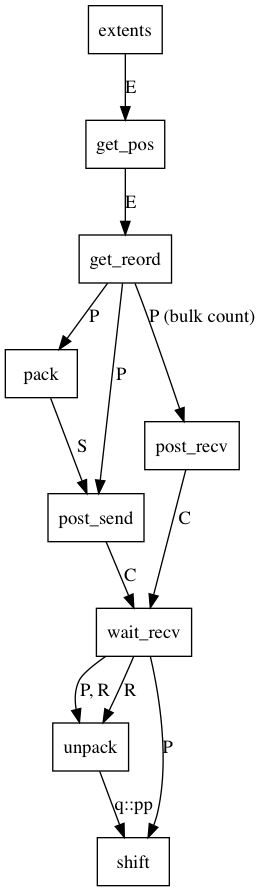 extents
E
get_pos
E
get_reord
P
P
P (bulk count)
pack
post_recv
S
C
post_send
C
wait_recv
P, R
R
P
unpack
q::pp
shift